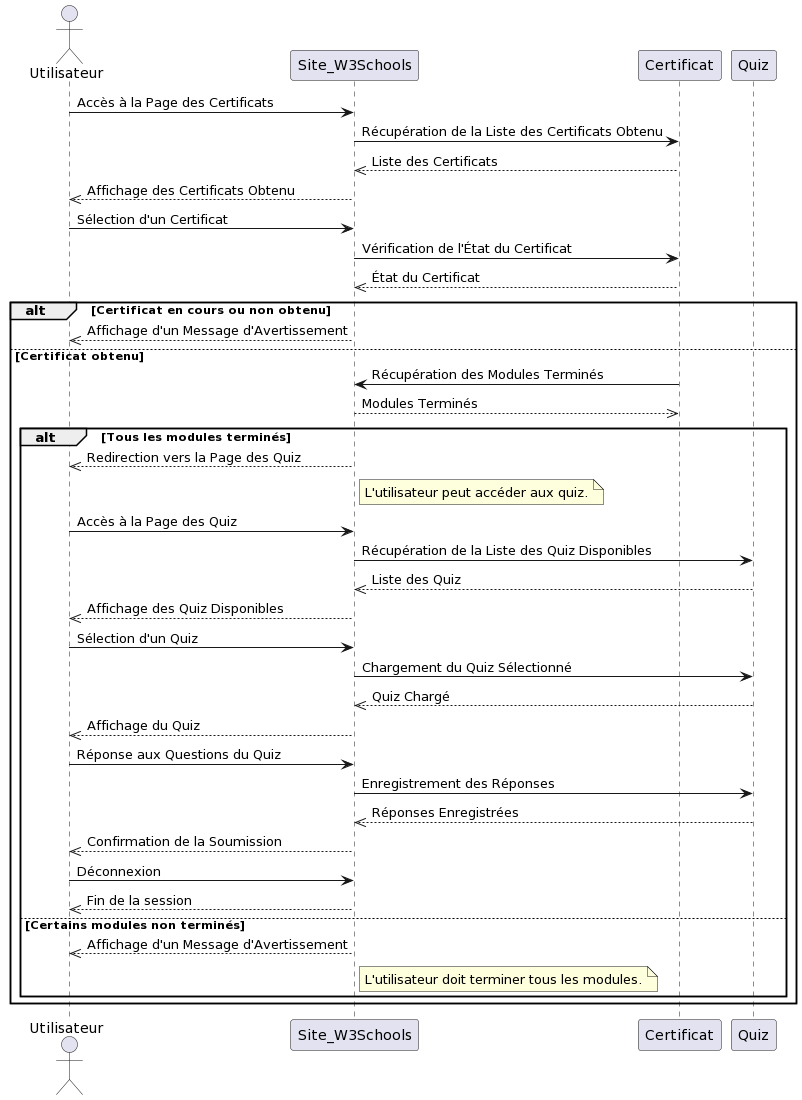 Utilisateur
Site_W3Schools
Certificat
Quiz
Accès à la Page des Certificats
Récupération de la Liste des Certificats Obtenu
Liste des Certificats
Affichage des Certificats Obtenu
Sélection d'un Certificat
Vérification de l'État du Certificat
État du Certificat
alt [Certificat en cours ou non obtenu]
Affichage d'un Message d'Avertissement
[Certificat obtenu]
Récupération des Modules Terminés
Modules Terminés
alt [Tous les modules terminés]
Redirection vers la Page des Quiz
L'utilisateur peut accéder aux quiz.
Accès à la Page des Quiz
Récupération de la Liste des Quiz Disponibles
Liste des Quiz
Affichage des Quiz Disponibles
Sélection d'un Quiz
Chargement du Quiz Sélectionné
Quiz Chargé
Affichage du Quiz
Réponse aux Questions du Quiz
Enregistrement des Réponses
Réponses Enregistrées
Confirmation de la Soumission
Déconnexion
Fin de la session
[Certains modules non terminés]
Affichage d'un Message d'Avertissement
L'utilisateur doit terminer tous les modules.
Utilisateur
Site_W3Schools
Certificat
Quiz